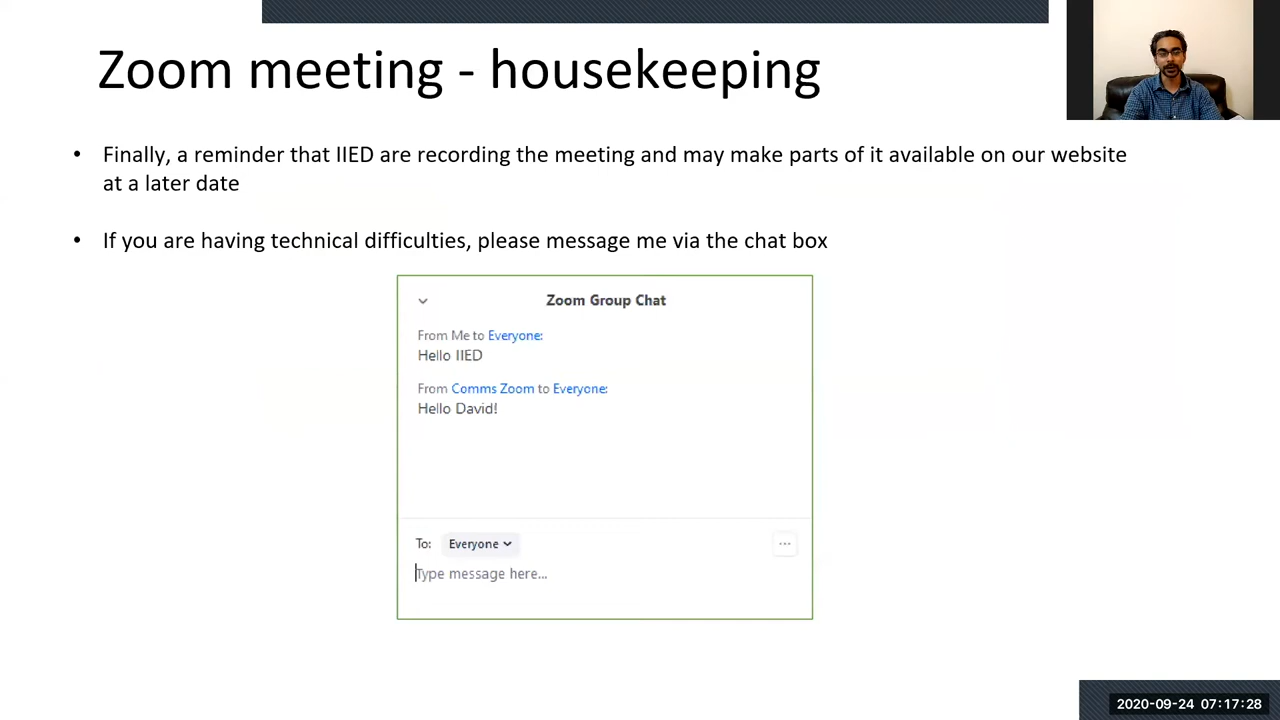 Zoom meeting - housekeeping
• Finally, a reminder that IIED are recording the meeting and may make parts of it available on our website
at a later date
• If you are having technical difficulties, please message me via the chat box
Zoom Group Chat
From Me to Everyone:
Hello IIED
From Comms Zoom to Everyone:
Hello David!
To: Everyone
Type message here...
2020-09-24 07:17:28